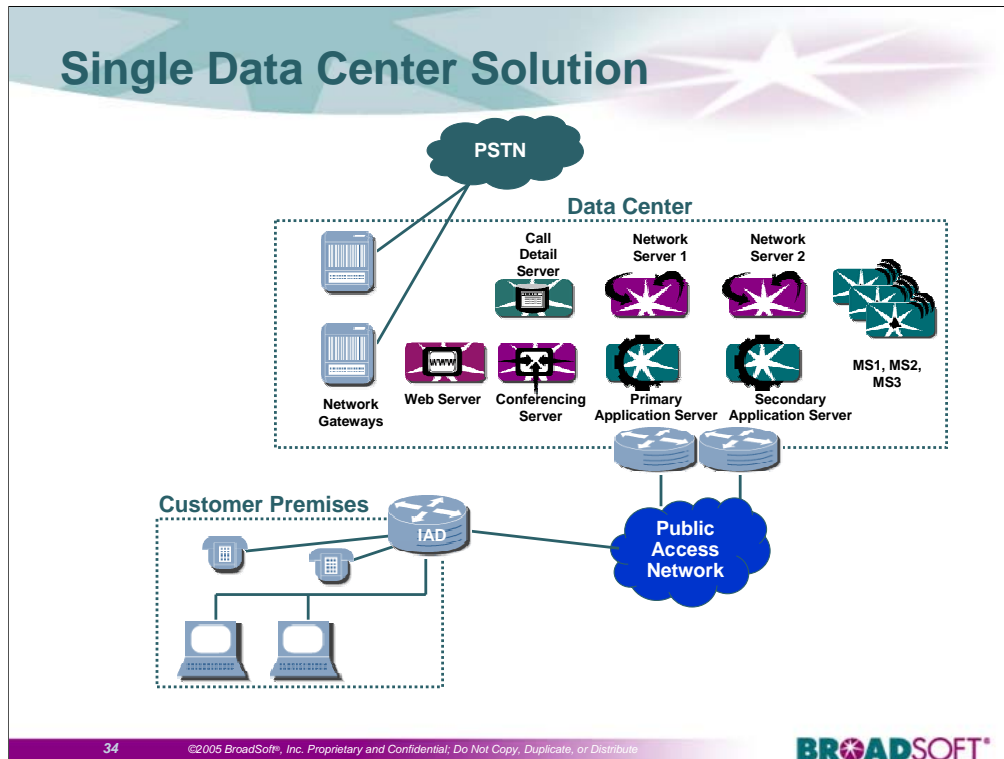 Single Data Center Solution
PSTN
Data Center
Call
Detail
Server
Network
Server 1
Network
Server 2
MS1, MS2,
MS3
Network
Gateways
Web Server
WWW
Conferencing
Server
Primary
Application Server
Secondary
Application Server
Customer Premises
IAD
Public
Access
Network
34
©2005 BroadSoft®, Inc. Proprietary and Confidential; Do Not Copy, Duplicate, or Distribute
BROADSOFT®